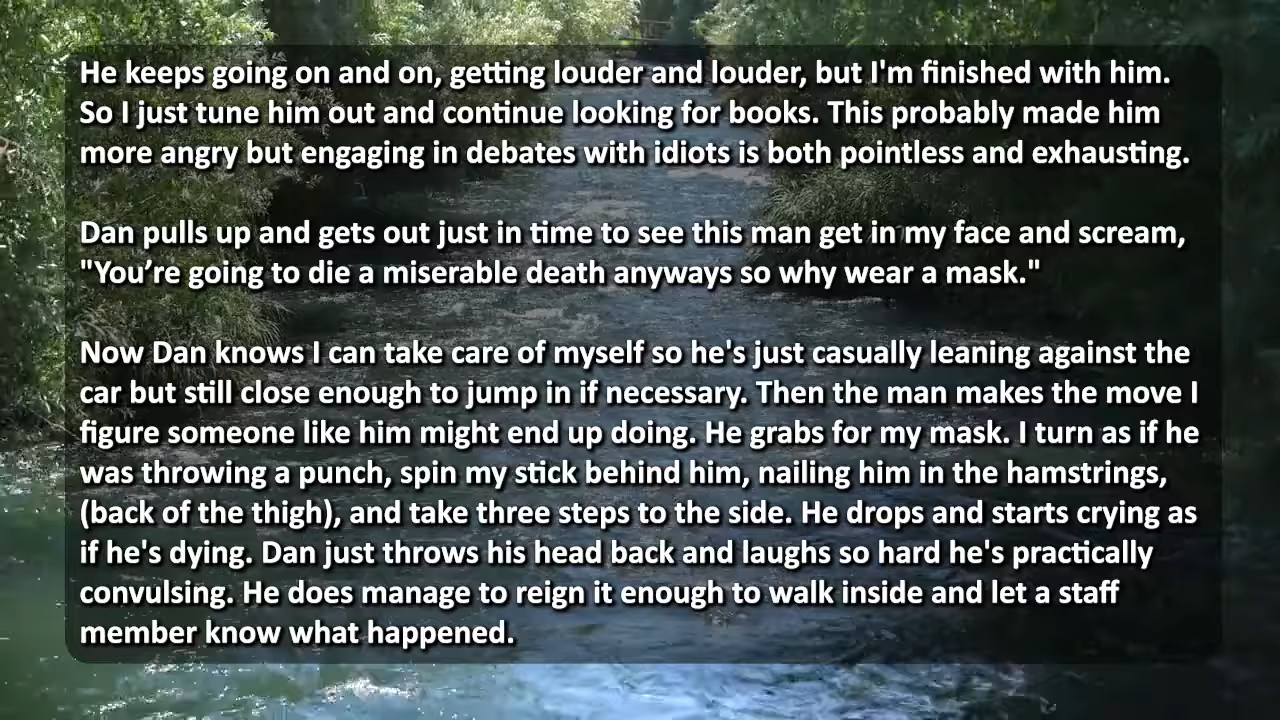 He keeps going on and on, getting louder and louder, but I'm finished with him.
So I just tune him out and continue looking for books. This probably made him
more angry but engaging in debates with idiots is both pointless and exhausting.
Dan pulls up and gets out just in time to see this man get in my face and scream,
"You’re going to die a miserable death anyways so why wear a mask."
Now Dan knows I can take care of myself so he's just casually leaning against the
car but still close enough to jump in if necessary. Then the man makes the move I
figure someone like him might end up doing. He grabs for my mask. I turn as if he
was throwing a punch, spin my stick behind him, nailing him in the hamstrings,
(back of the thigh), and take three steps to the side. He drops and starts crying as
if he's dying. Dan just throws his head back and laughs so hard he's practically
convulsing. He does manage to reign it enough to walk inside and let a staff
member know what happened.